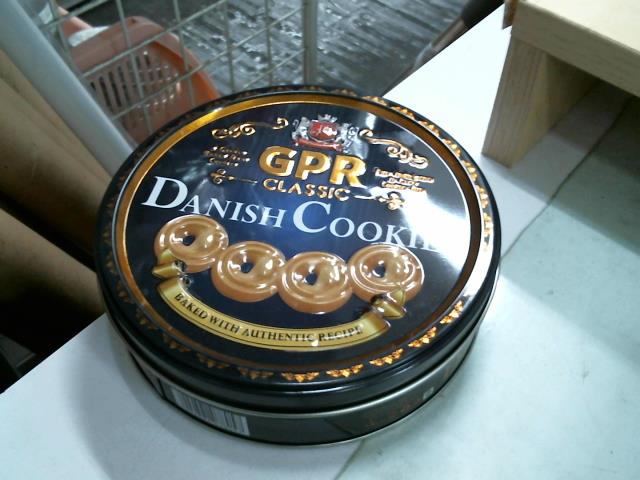 GPR
CLASSIC
DANISH COOKI
BAKED WITH AUTHENTIC RECIPE